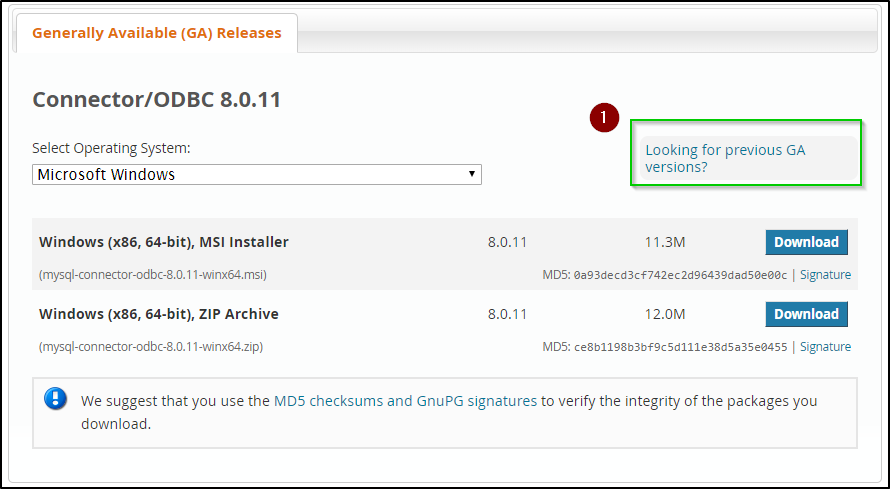 Generally Available (GA) Releases
Connector/ODBC 8.0.11
1
Select Operating System:
Looking for previous GA
versions?
Microsoft Windows
Windows (x86, 64-bit), MSI Installer 8.0.11 11.3M Download
(mysql-connector-odbc-8.0.11-winx64.msi) MD5: 0a93decd3cf742ec2d96439dad50e00c | Signature
Windows (x86, 64-bit), ZIP Archive 8.0.11 12.0M Download
(mysql-connector-odbc-8.0.11-winx64.zip) MD5: ce8b1198b3bf9c5d111e38d5a35e0455 | Signature
We suggest that you use the MD5 checksums and GnuPG signatures to verify the integrity of the packages you
download.